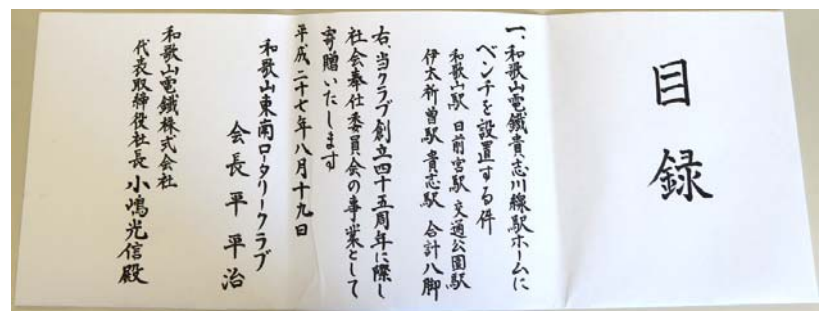 目録
一、和歌山電鐵貴志川線駅ホームに
ベンチを設置する件
和歌山駅 日前宮駅 交通公園駅
伊太祈曽駅 貴志駅 合計八脚
右、当クラブ創立四十五周年に際し
社会奉仕委員会の事業として
寄贈いたします
平成二十七年八月十九日
和歌山東南ロータリークラブ
会長 平 平治
和歌山電鐵株式会社
代表取締役社長 小嶋光信殿